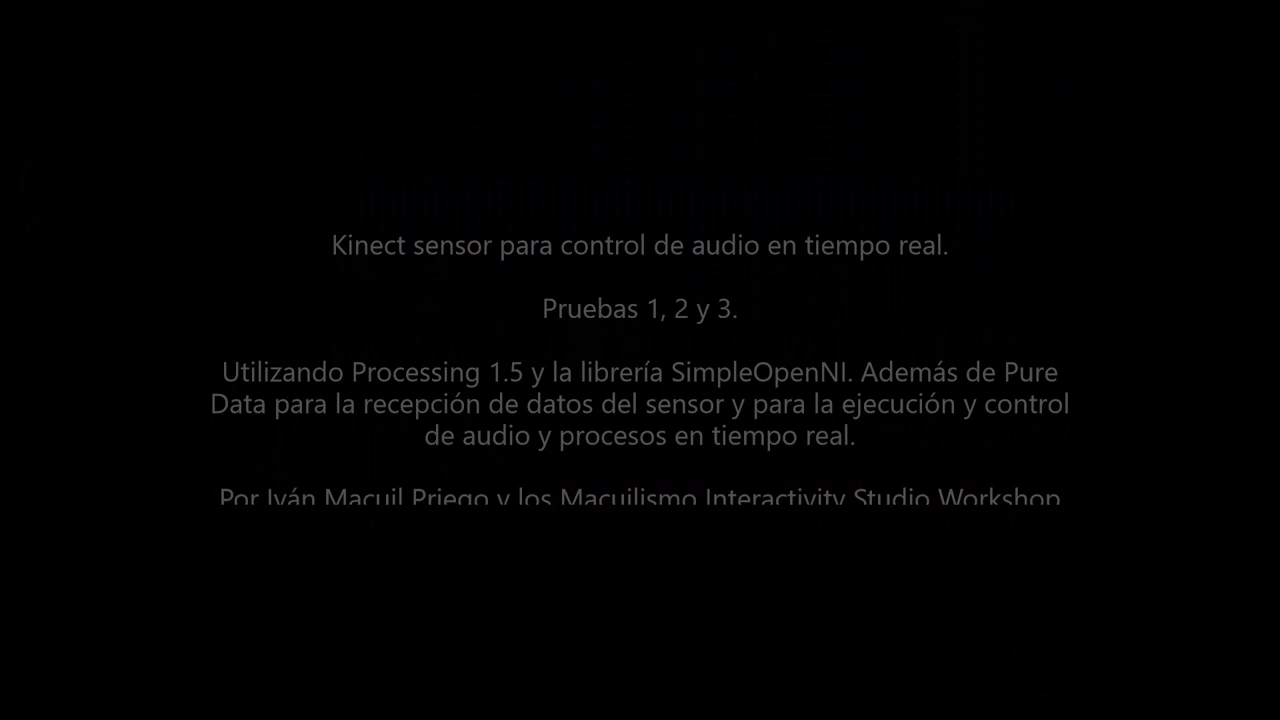 Kinect sensor para control de audio en tiempo real.
Pruebas 1, 2 y 3.
Utilizando Processing 1.5 y la librería SimpleOpenNI. Además de Pure
Data para la recepción de datos del sensor y para la ejecución y control
de audio y procesos en tiempo real.
Por Iván Macuil Priego y los Macuilismo Interactivity Studio Workshop